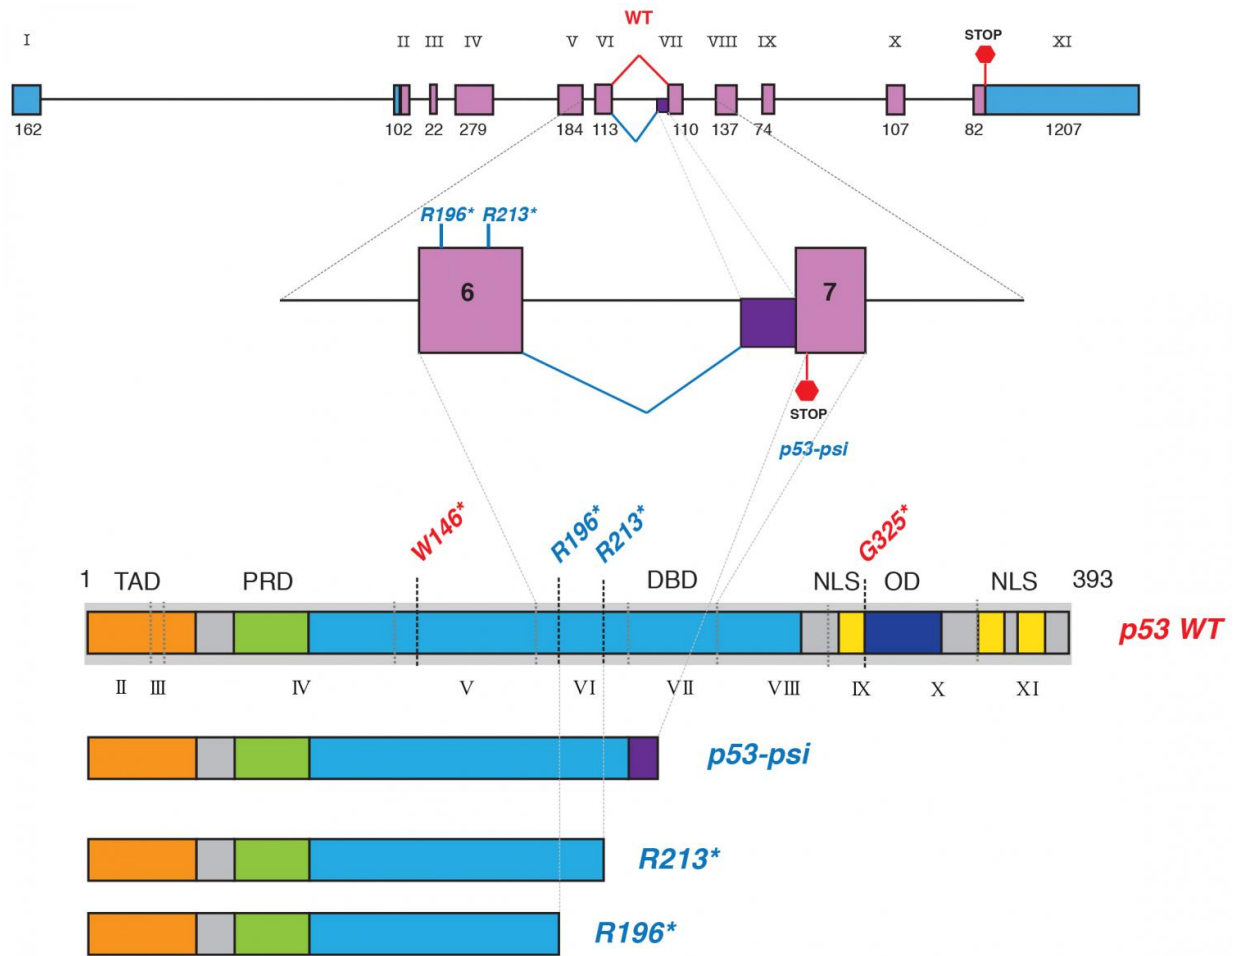 WT
I II III IV V VI VII VIII IX X STOP XI
162 102 22 279 184 113 110 137 74 107 82 1207
R196* R213*
6 7
STOP
p53-psi
W146* R196* R213* G325*
1 TAD PRD DBD NLS OD NLS 393
p53 WT
II III IV V VI VII VIII IX X XI
p53-psi
R213*
R196*